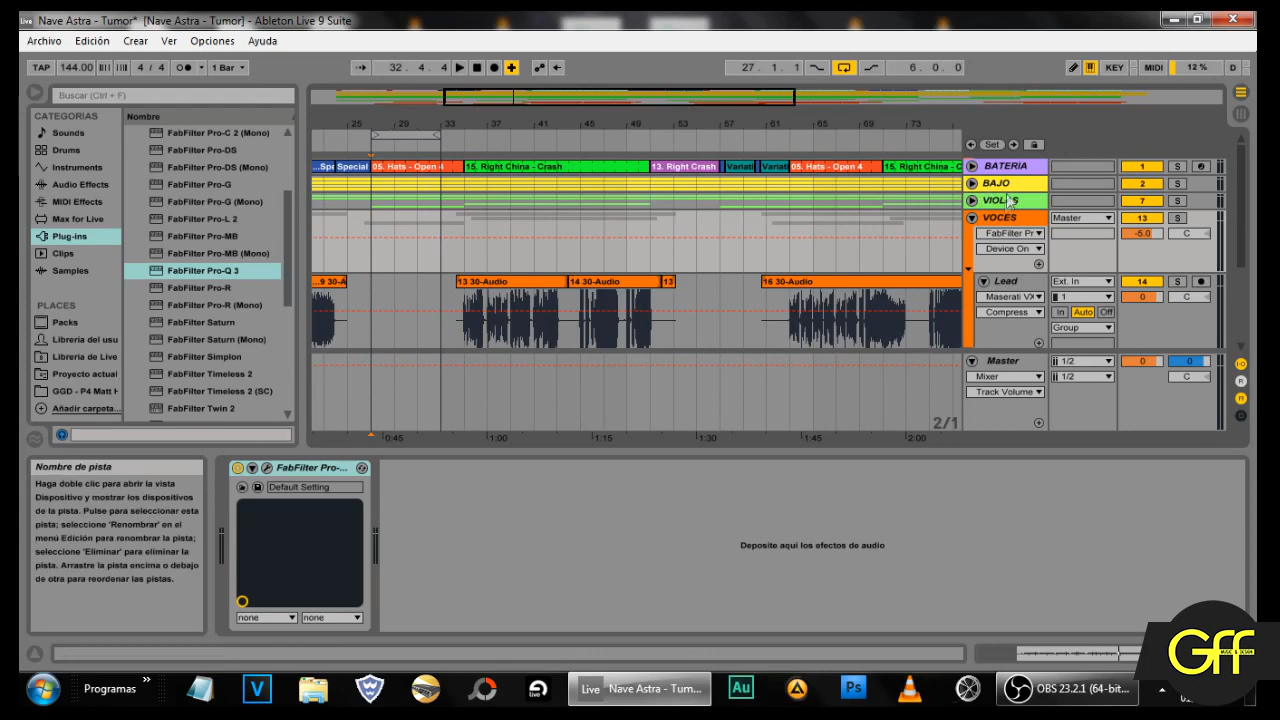 Live Nave Astra - Tumor* [Nave Astra - Tumor] - Ableton Live 9 Suite
Archivo Edición Crear Ver Opciones Ayuda
TAP 144.00 4 / 4 1 Bar 32. 4. 4 27. 1. 1 6. 0. 0 KEY MIDI 12 % D
Buscar (Ctrl + F)
CATEGORIAS
Sounds
Drums
Instruments
Audio Effects
MIDI Effects
Max for Live
Plug-ins
Clips
Samples
PLACES
Packs
Librería del usu
Librería de Live
Proyecto actual
GGD - P4 Matt H
Añadir carpeta...
Nombre
FabFilter Pro-C 2 (Mono)
FabFilter Pro-DS
FabFilter Pro-DS (Mono)
FabFilter Pro-G
FabFilter Pro-G (Mono)
FabFilter Pro-L 2
FabFilter Pro-MB
FabFilter Pro-MB (Mono)
FabFilter Pro-Q 3
FabFilter Pro-R
FabFilter Pro-R (Mono)
FabFilter Saturn
FabFilter Saturn (Mono)
FabFilter Simplon
FabFilter Timeless 2
FabFilter Timeless 2 (SC)
FabFilter Twin 2
25 29 33 37 41 45 49 53 57 61 65 69 73
Set
...Spe Special 05. Hats - Open 4 15. Right China - Crash 13. Right Crash Variati Variati 05. Hats - Open 4 15. Right China - C
BATERIA 1 S
BAJO 2 S
VIOLAS 7 S
VOCES Master 13 S
FabFilter Pr -5.0 C
Device On
...9 30-A 13 30-Audio 14 30-Audio 13 16 30-Audio
Lead Ext. In 14 S
Maserati VX 1 0 C
Compress In Auto Off
Group
Master 1/2 0 0
Mixer 1/2 C
Track Volume
2/1
0:45 1:00 1:15 1:30 1:45 2:00
Nombre de pista
Haga doble clic para abrir la vista
Dispositivo y mostrar los dispositivos
de la pista. Pulse para seleccionar esta
pista; seleccione 'Renombrar' en el
menú Edición para renombrar la pista;
seleccione 'Eliminar' para eliminar la
pista. Arrastre la pista encima o debajo
de otra para reordenar las pistas.
FabFilter Pro-...
Default Setting
none none
Deposite aquí los efectos de audio
Gff
Programas » V live Live Nave Astra - Tum... Au Ps OBS 23.2.1 (64-bit...